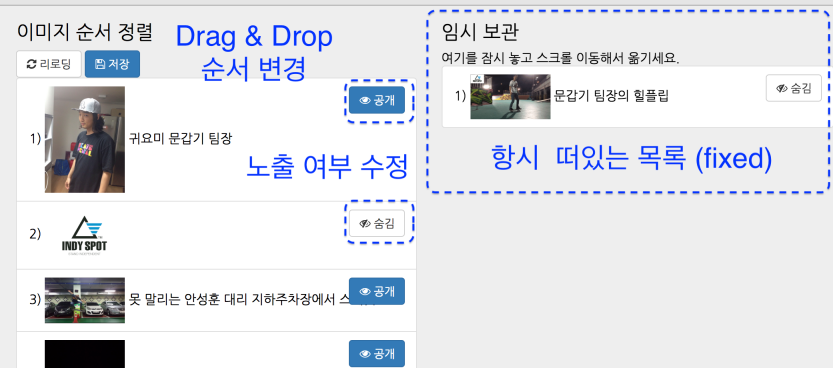 이미지 순서 정렬
Drag & Drop
순서 변경
리로딩
저장
공개
1) 귀요미 문갑기 팀장
노출 여부 수정
숨김
2)
INDY SPOT
공개
3) 못 말리는 안성훈 대리 지하주차장에서 스
공개
임시 보관
여기를 잠시 놓고 스크롤 이동해서 옮기세요.
1) 문갑기 팀장의 힐플립
숨김
항시 떠있는 목록 (fixed)